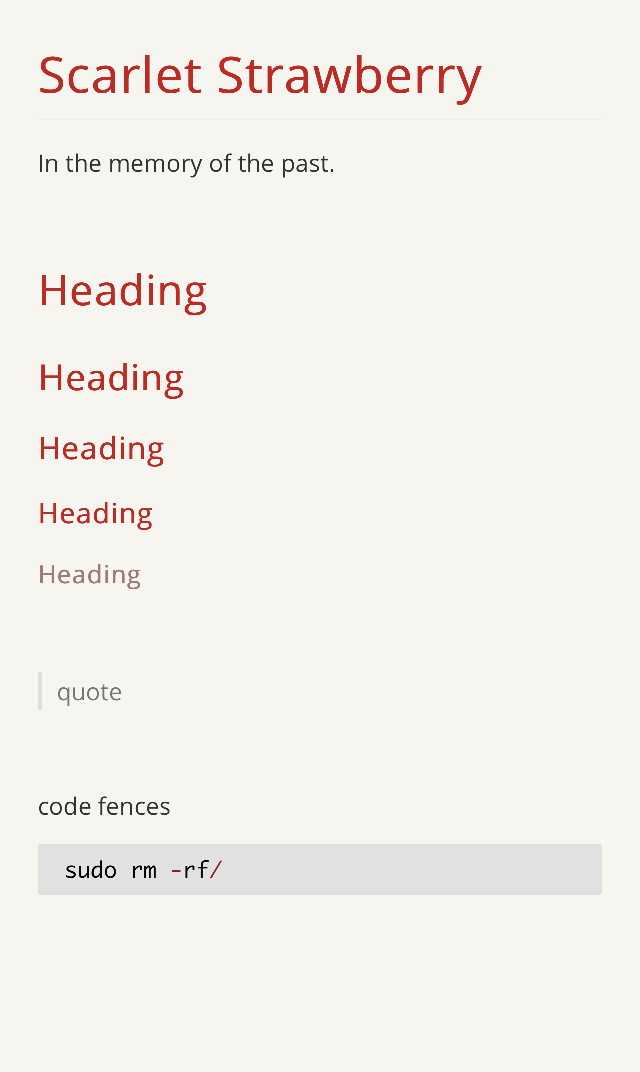 Scarlet Strawberry
In the memory of the past.
Heading
Heading
Heading
Heading
Heading
quote
code fences
sudo rm -rf/